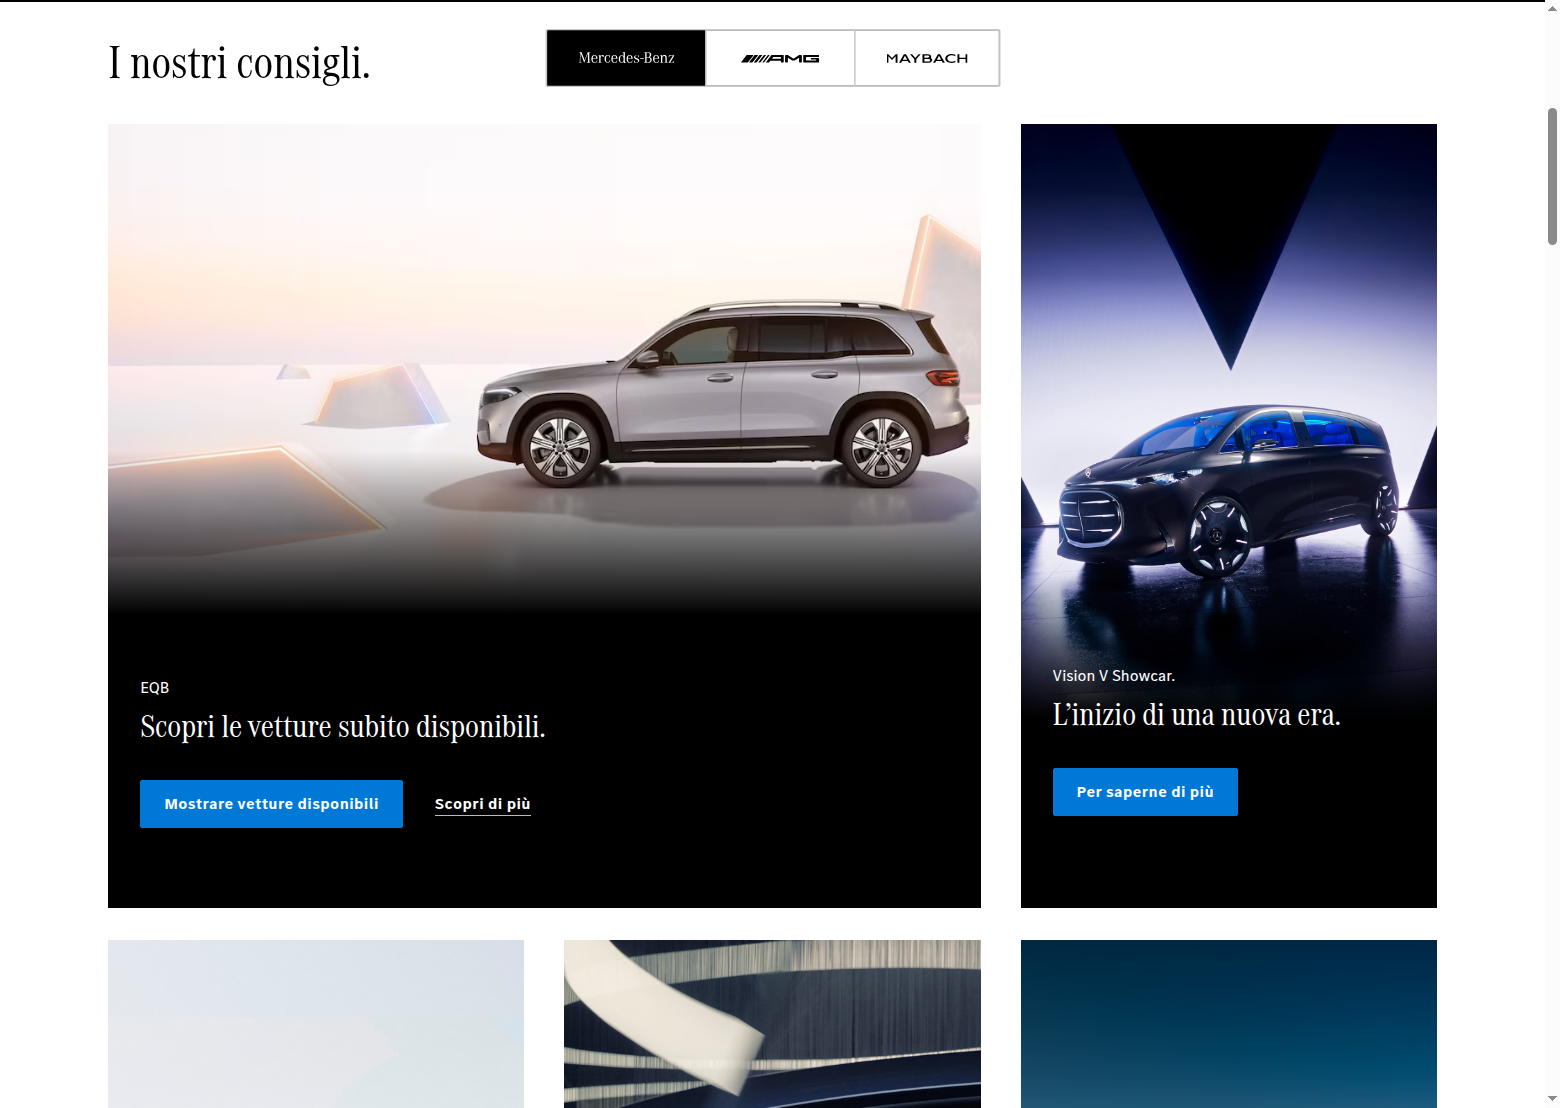 I nostri consigli.
Mercedes-Benz
AMG
MAYBACH
EQB
Scopri le vetture subito disponibili.
Mostrare vetture disponibili
Scopri di più
Vision V Showcar.
L’inizio di una nuova era.
Per saperne di più